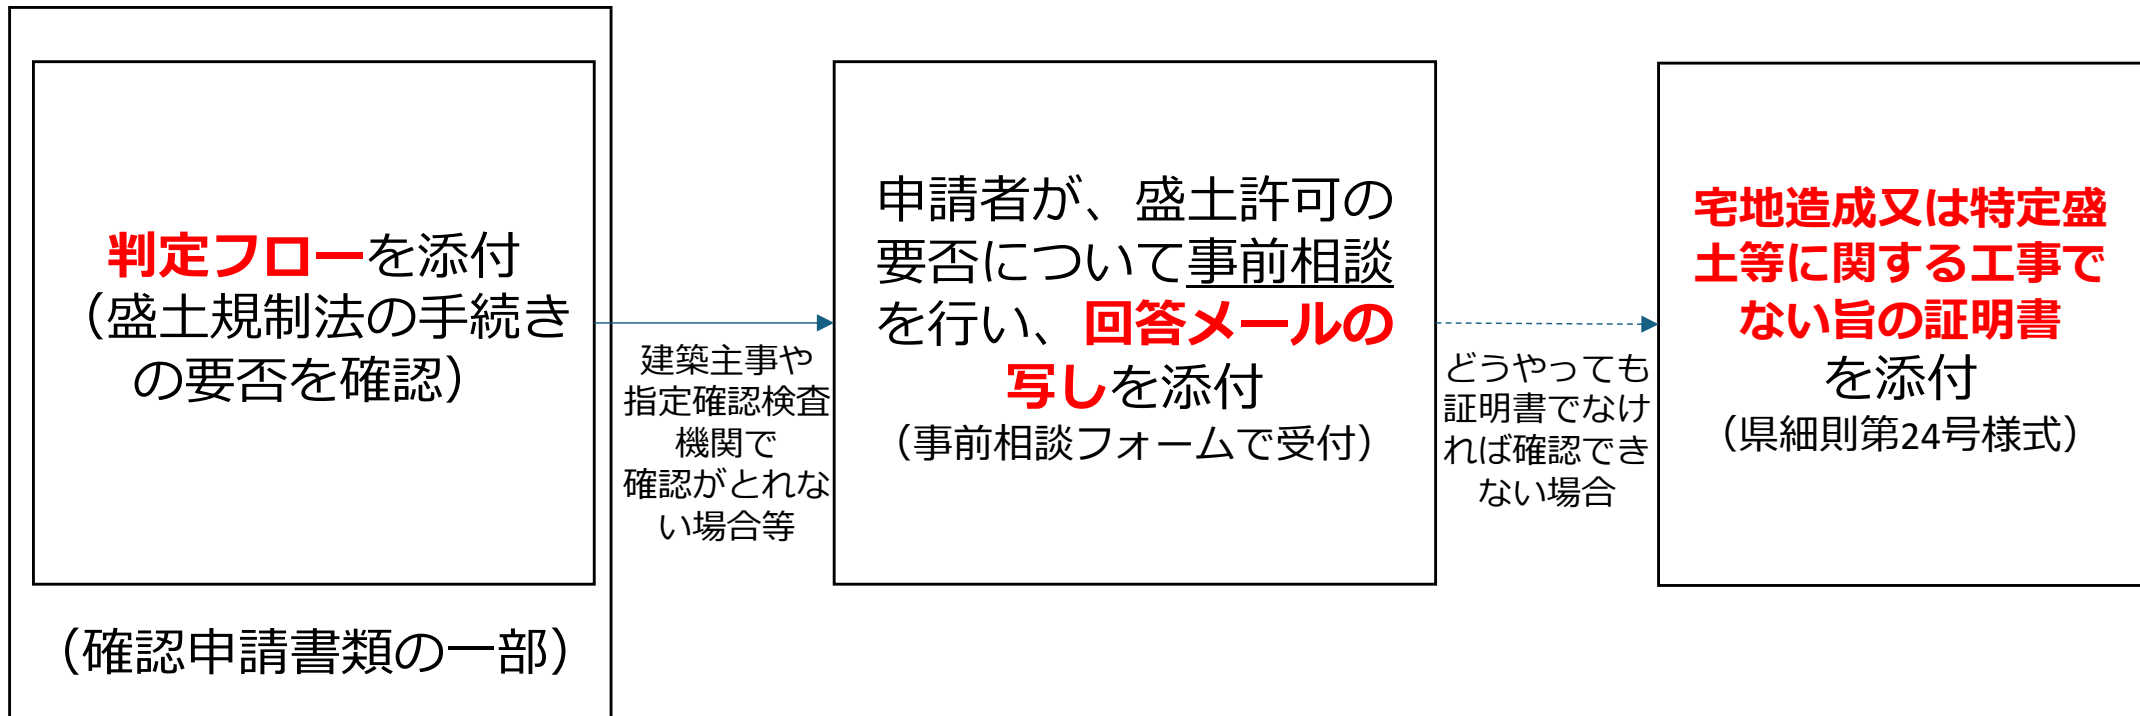 判定フローを添付
（盛土規制法の手続き
の要否を確認）
（確認申請書類の一部）
建築主事や
指定確認検査
機関で
確認がとれな
い場合等
申請者が、盛土許可の
要否について事前相談
を行い、回答メールの
写しを添付
（事前相談フォームで受付）
どうやっても
証明書でなけ
れば確認でき
ない場合
宅地造成又は特定盛
土等に関する工事で
ない旨の証明書
を添付
（県細則第24号様式）